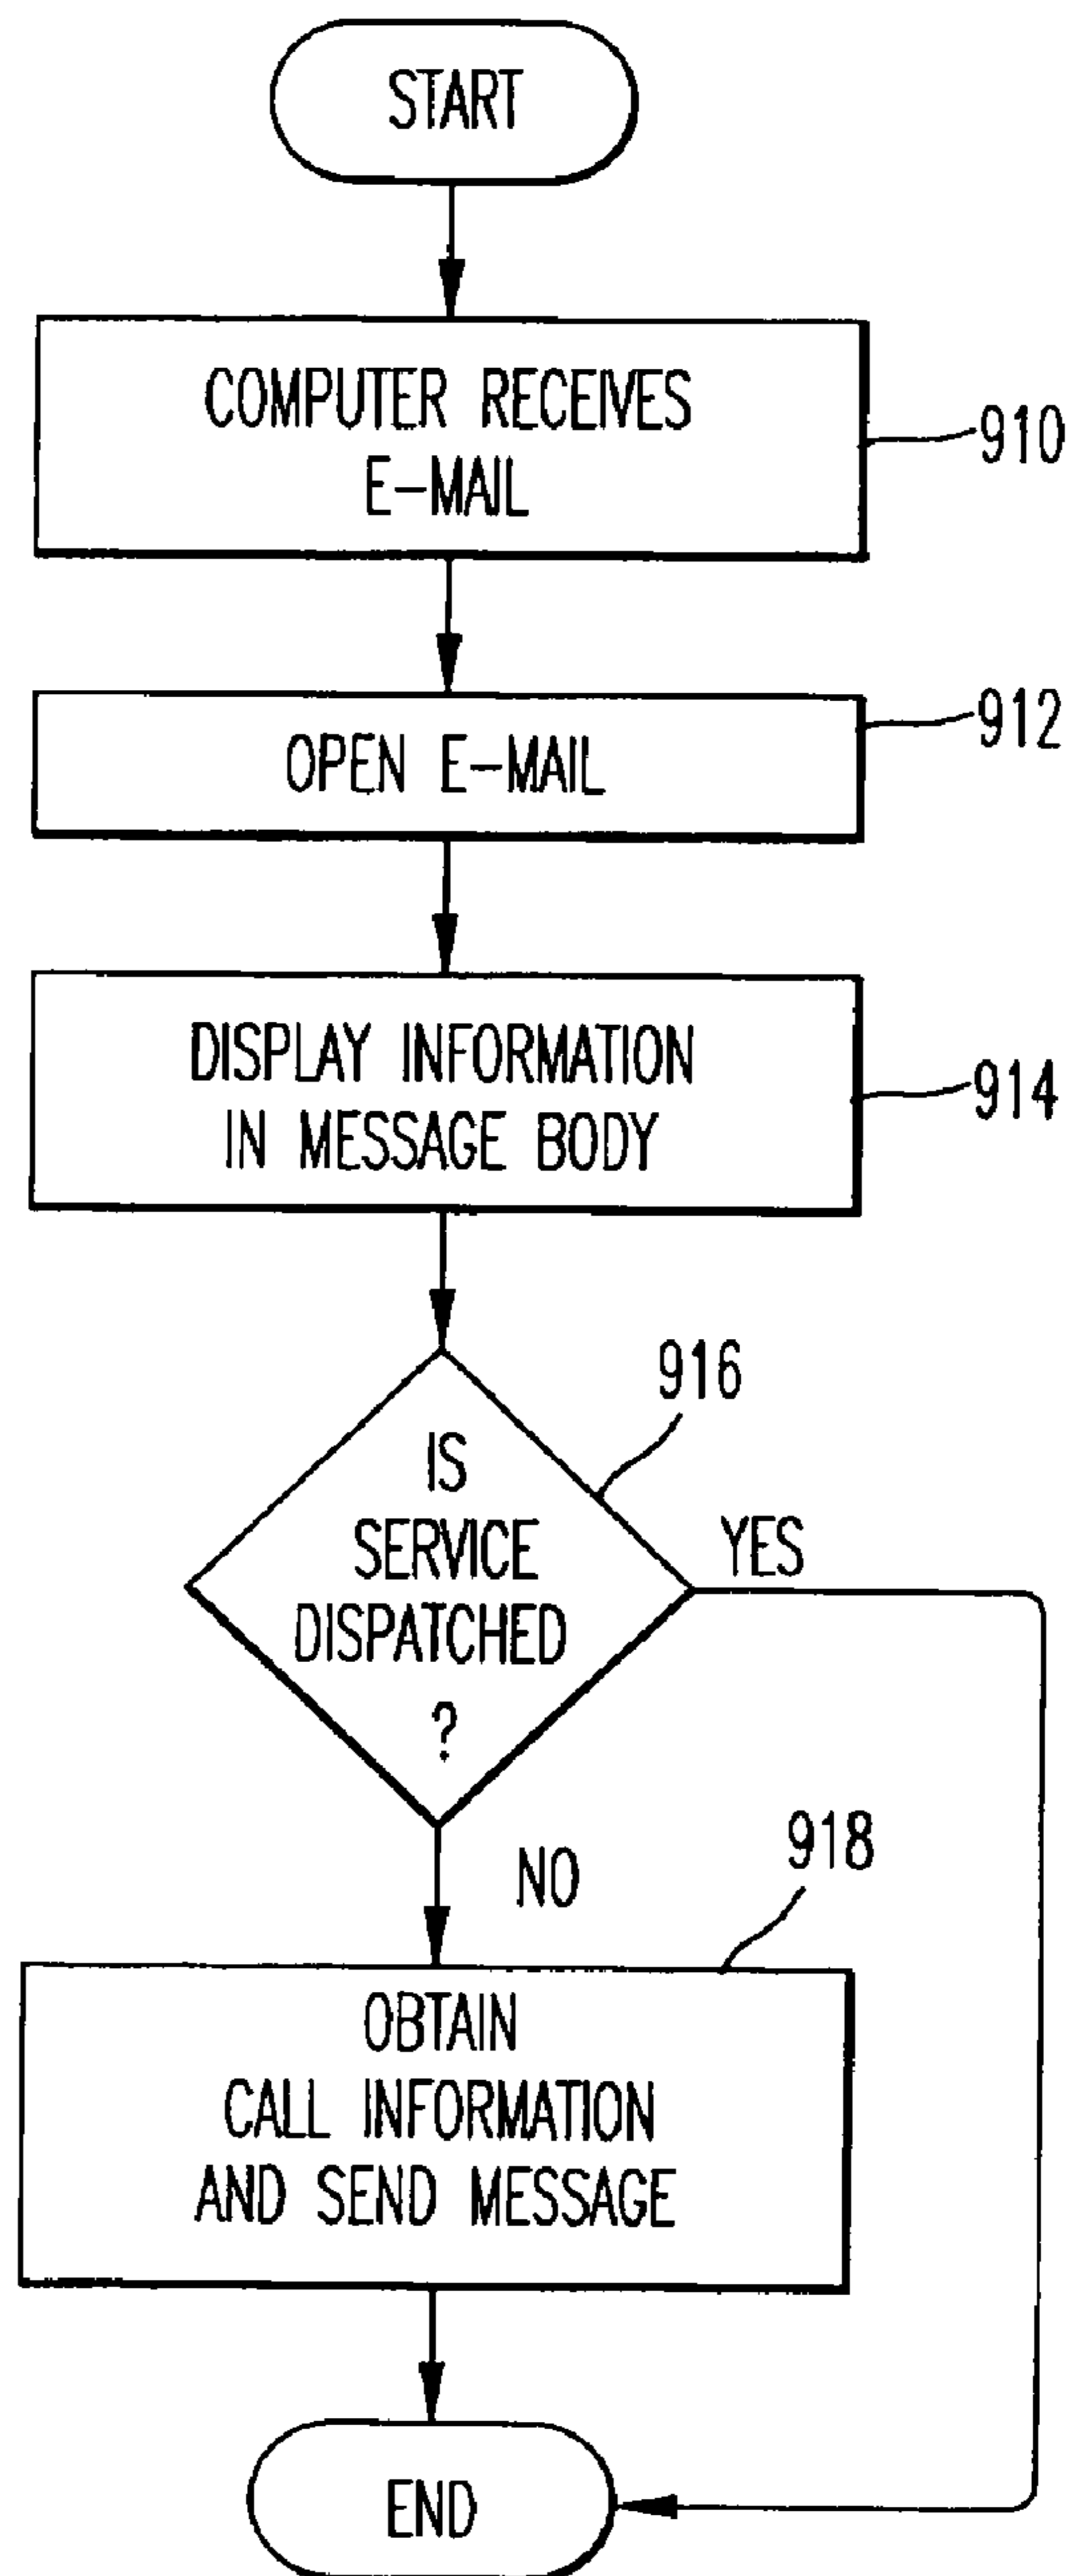 START
COMPUTER RECEIVES
E-MAIL
910
OPEN E-MAIL
912
DISPLAY INFORMATION
IN MESSAGE BODY
914
916
IS
SERVICE
DISPATCHED
?
YES
NO
918
OBTAIN
CALL INFORMATION
AND SEND MESSAGE
END